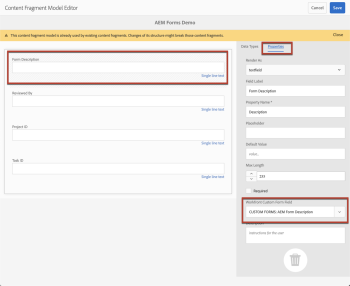 Content Fragment Model Editor
Cancel
Save
AEM Forms Demo
This content fragment model is already used by existing content fragments. Changes of its structure might break those content fragments.
Close
Form Description
Single line text
Reviewed By
Single line text
Project ID
Single line text
Task ID
Single line text
Data Types
Properties
Render As
textfield
Field Label
Form Description
Property Name *
Description
Placeholder
Default Value
value
Max Length
255
Required
Workfront Custom Form Field
CUSTOM FORMS: AEM Form Description
Instructions for the user